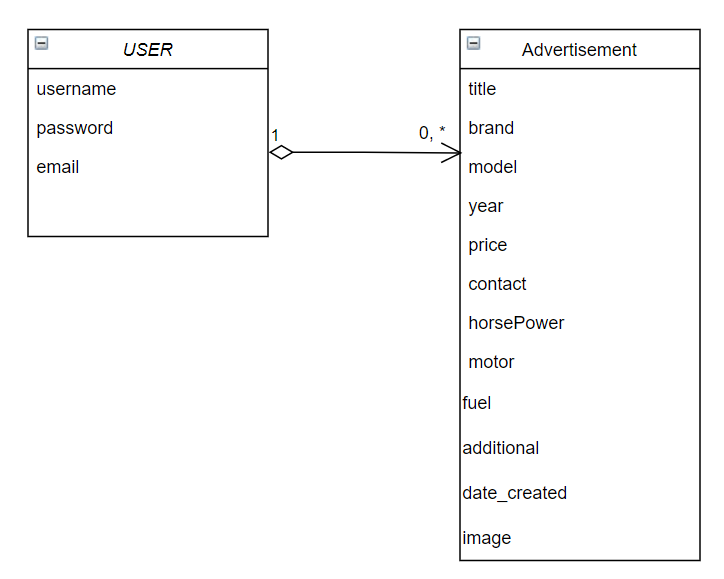 USER
username
password
email
1
0, *
Advertisement
title
brand
model
year
price
contact
horsePower
motor
fuel
additional
date_created
image